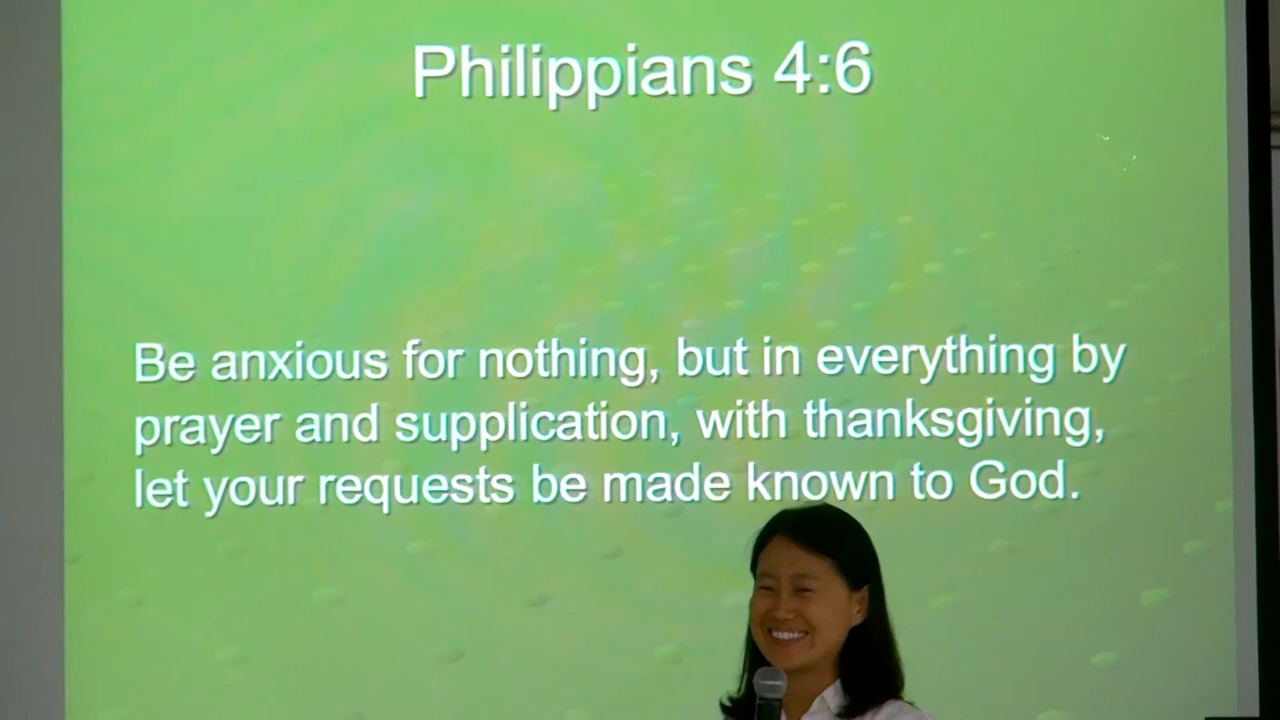 Philippians 4:6
Be anxious for nothing, but in everything by
prayer and supplication, with thanksgiving,
let your requests be made known to God.